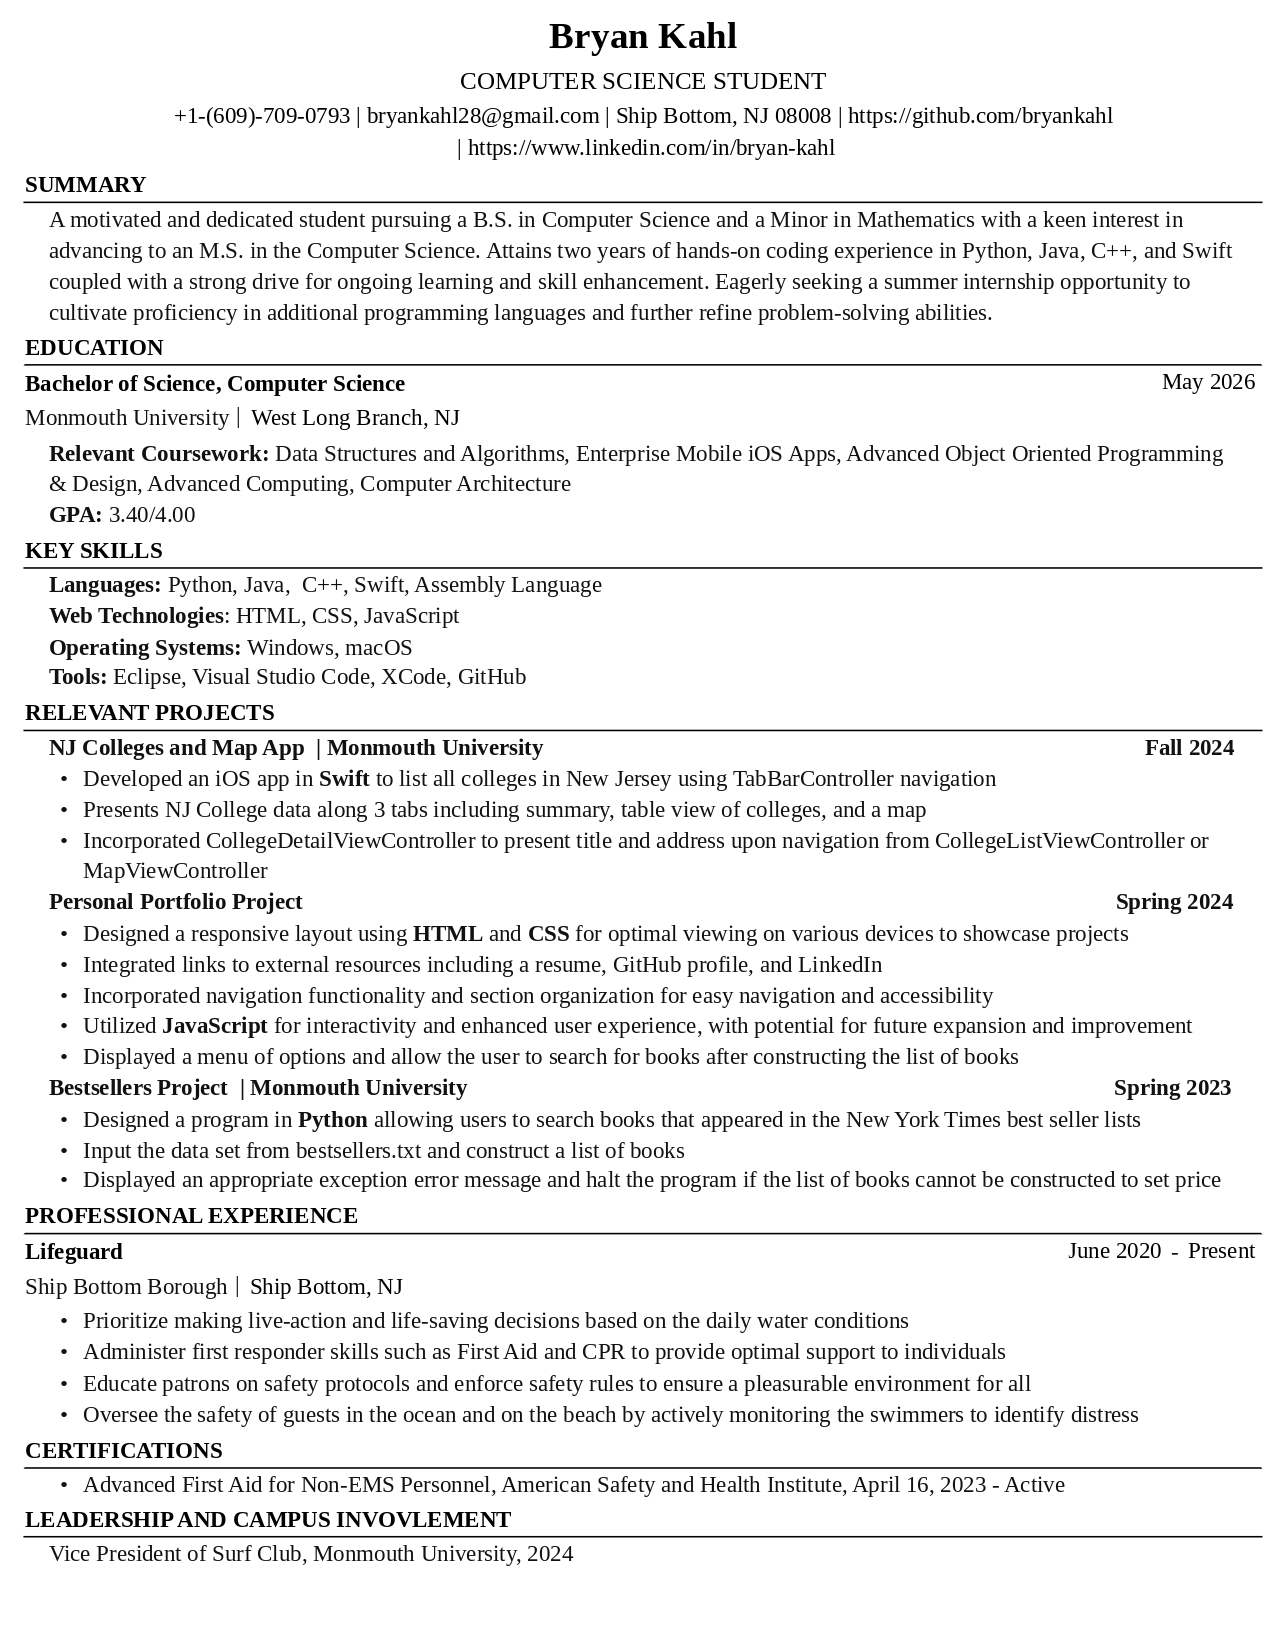 Bryan Kahl
COMPUTER SCIENCE STUDENT
+1-(609)-709-0793 | bryankahl28@gmail.com | Ship Bottom, NJ 08008 | https://github.com/bryankahl
| https://www.linkedin.com/in/bryan-kahl
SUMMARY
A motivated and dedicated student pursuing a B.S. in Computer Science and a Minor in Mathematics with a keen interest in
advancing to an M.S. in the Computer Science. Attains two years of hands-on coding experience in Python, Java, C++, and Swift
coupled with a strong drive for ongoing learning and skill enhancement. Eagerly seeking a summer internship opportunity to
cultivate proficiency in additional programming languages and further refine problem-solving abilities.
EDUCATION
Bachelor of Science, Computer Science May 2026
Monmouth University | West Long Branch, NJ
Relevant Coursework: Data Structures and Algorithms, Enterprise Mobile iOS Apps, Advanced Object Oriented Programming
& Design, Advanced Computing, Computer Architecture
GPA: 3.40/4.00
KEY SKILLS
Languages: Python, Java, C++, Swift, Assembly Language
Web Technologies: HTML, CSS, JavaScript
Operating Systems: Windows, macOS
Tools: Eclipse, Visual Studio Code, XCode, GitHub
RELEVANT PROJECTS
NJ Colleges and Map App | Monmouth University Fall 2024
• Developed an iOS app in Swift to list all colleges in New Jersey using TabBarController navigation
• Presents NJ College data along 3 tabs including summary, table view of colleges, and a map
• Incorporated CollegeDetailViewController to present title and address upon navigation from CollegeListViewController or
MapViewController
Personal Portfolio Project Spring 2024
• Designed a responsive layout using HTML and CSS for optimal viewing on various devices to showcase projects
• Integrated links to external resources including a resume, GitHub profile, and LinkedIn
• Incorporated navigation functionality and section organization for easy navigation and accessibility
• Utilized JavaScript for interactivity and enhanced user experience, with potential for future expansion and improvement
• Displayed a menu of options and allow the user to search for books after constructing the list of books
Bestsellers Project | Monmouth University Spring 2023
• Designed a program in Python allowing users to search books that appeared in the New York Times best seller lists
• Input the data set from bestsellers.txt and construct a list of books
• Displayed an appropriate exception error message and halt the program if the list of books cannot be constructed to set price
PROFESSIONAL EXPERIENCE
Lifeguard June 2020 - Present
Ship Bottom Borough | Ship Bottom, NJ
• Prioritize making live-action and life-saving decisions based on the daily water conditions
• Administer first responder skills such as First Aid and CPR to provide optimal support to individuals
• Educate patrons on safety protocols and enforce safety rules to ensure a pleasurable environment for all
• Oversee the safety of guests in the ocean and on the beach by actively monitoring the swimmers to identify distress
CERTIFICATIONS
• Advanced First Aid for Non-EMS Personnel, American Safety and Health Institute, April 16, 2023 - Active
LEADERSHIP AND CAMPUS INVOVLEMENT
Vice President of Surf Club, Monmouth University, 2024